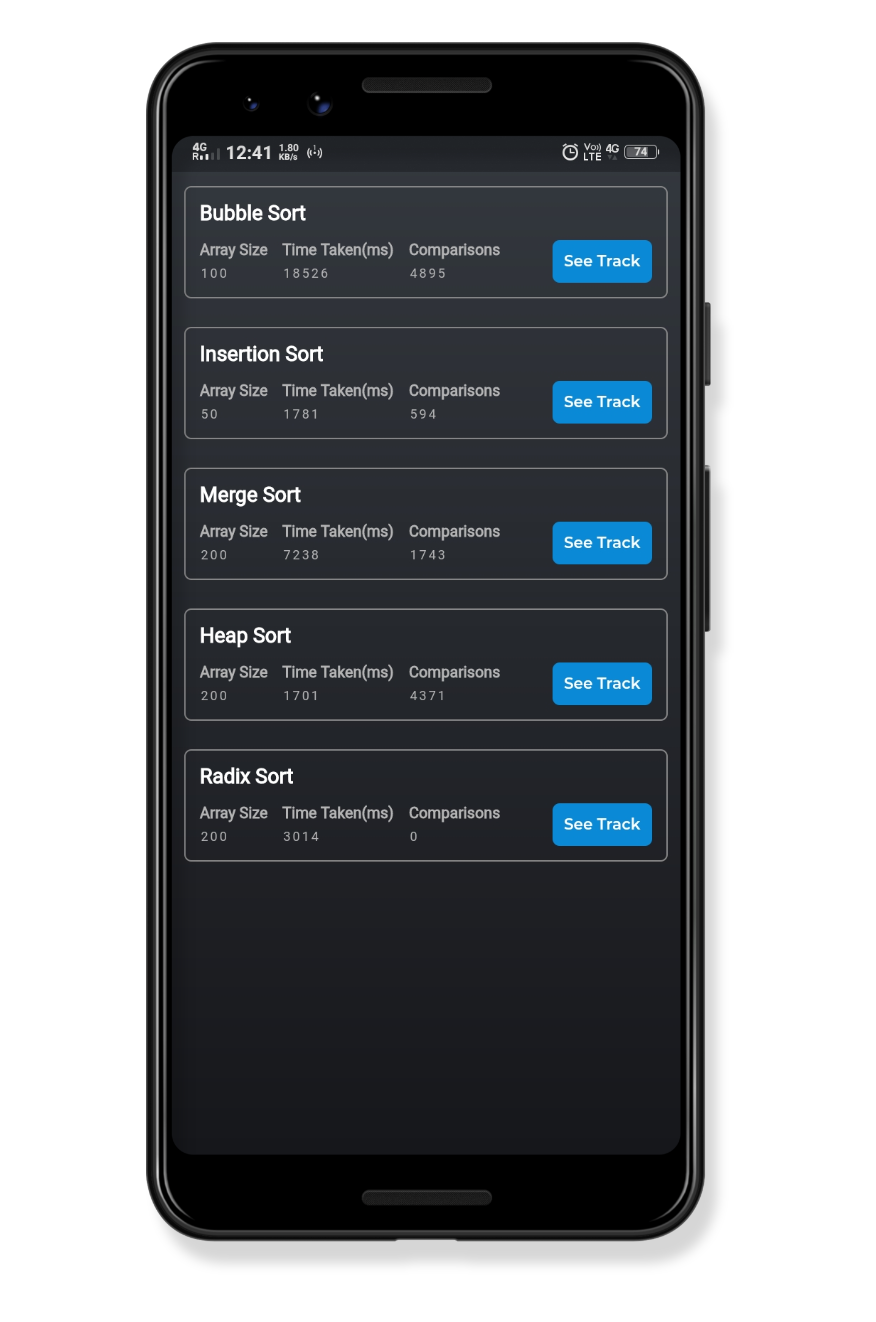 4G R 12:41 1.80 KB/s Vo)) LTE 4G 74
Bubble Sort
Array Size Time Taken(ms) Comparisons
100 18526 4895
See Track
Insertion Sort
Array Size Time Taken(ms) Comparisons
50 1781 594
See Track
Merge Sort
Array Size Time Taken(ms) Comparisons
200 7238 1743
See Track
Heap Sort
Array Size Time Taken(ms) Comparisons
200 1701 4371
See Track
Radix Sort
Array Size Time Taken(ms) Comparisons
200 3014 0
See Track